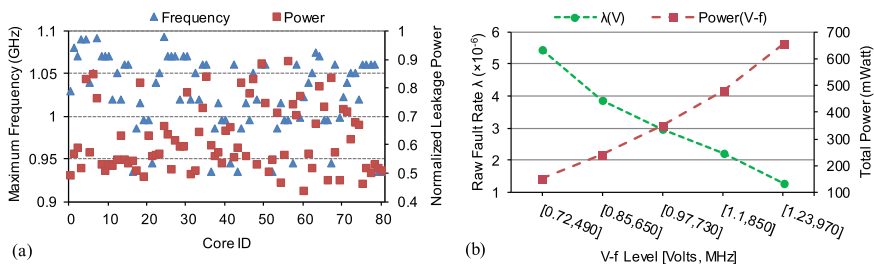 Frequency Power
Maximum Frequency (GHz)
1.1
1.05
1
0.95
0.9
1
0.9
0.8
0.7
0.6
0.5
0.4
Normalized Leakage Power
0 10 20 30 40 50 60 70 80
Core ID
(a)
λ(V) Power(V-f)
Raw Fault Rate λ (×10⁻⁶)
6
5
4
3
2
1
700
600
500
400
300
200
100
Total Power (mWatt)
[0.72,490] [0.85,650] [0.97,730] [1.1,850] [1.23,970]
V-f Level [Volts, MHz]
(b)